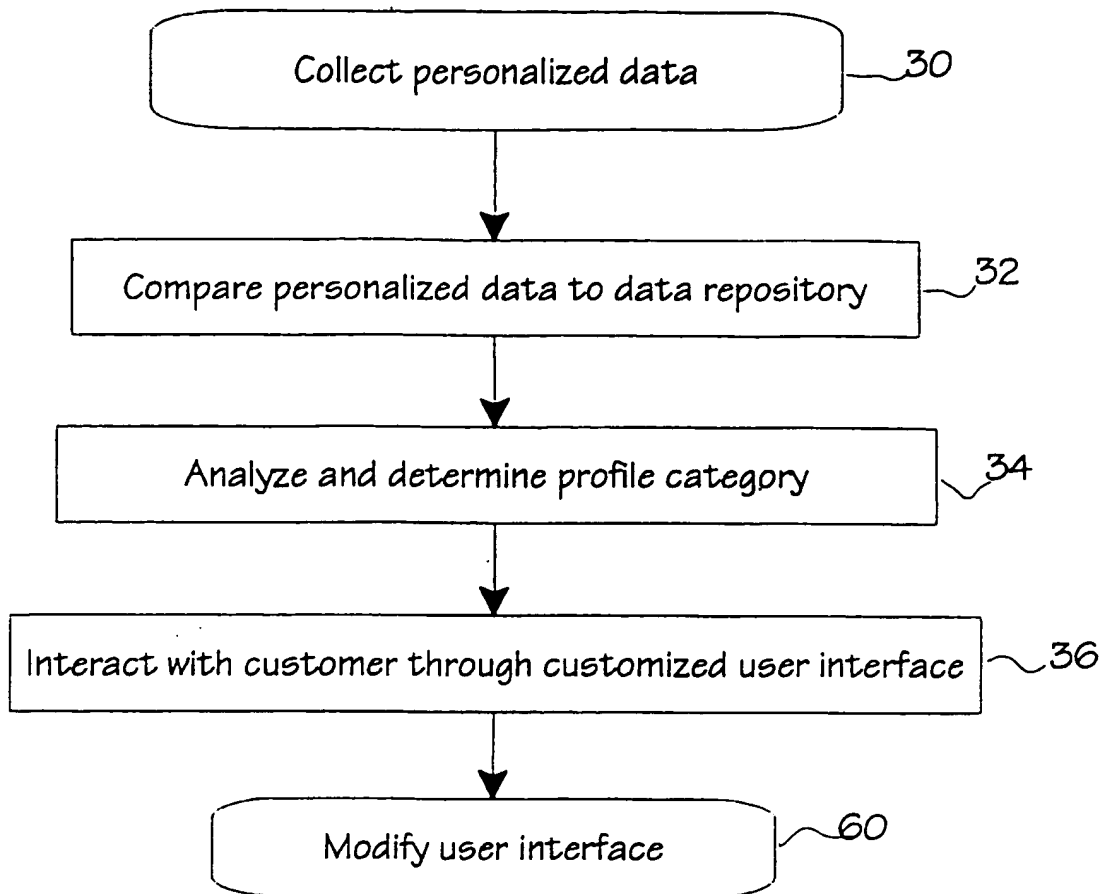 Collect personalized data 30
Compare personalized data to data repository 32
Analyze and determine profile category 34
Interact with customer through customized user interface 36
Modify user interface 60